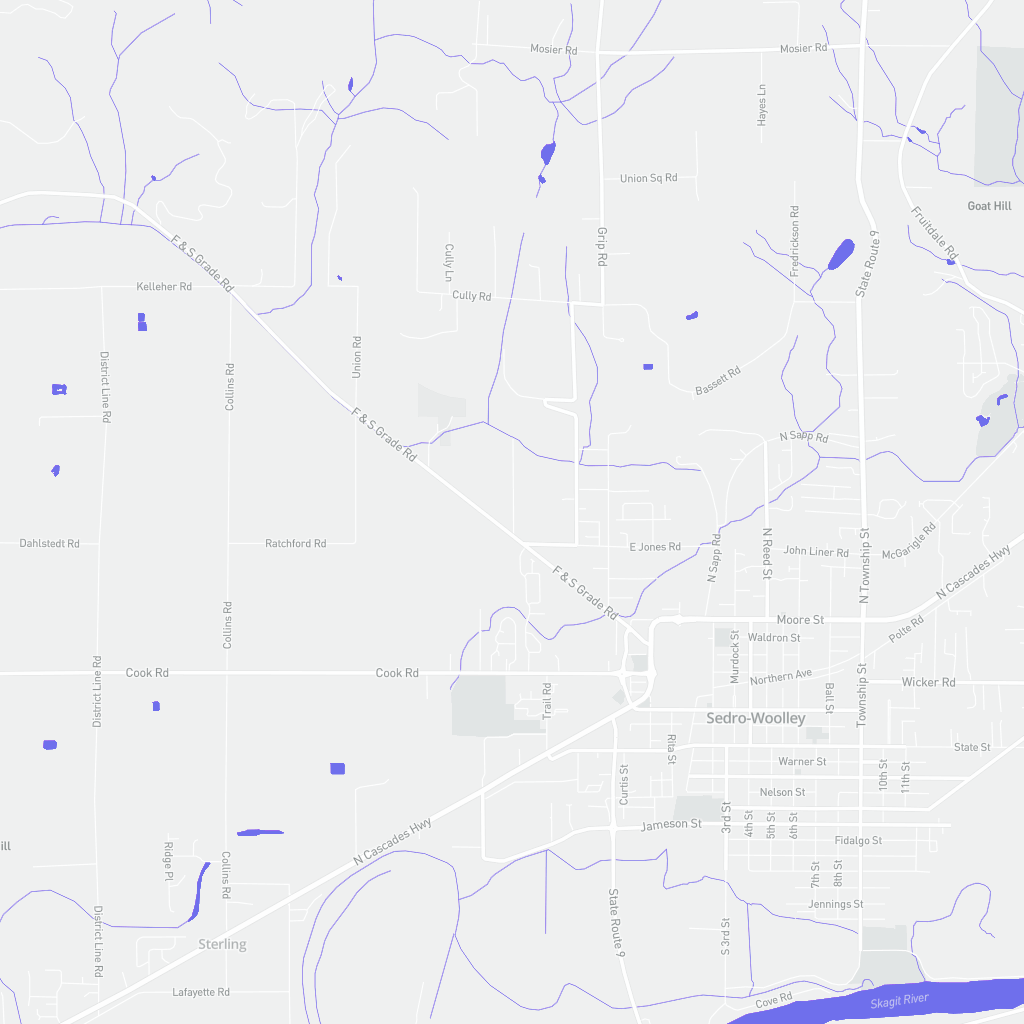 Mosier Rd
Mosier Rd
Hayes Ln
Union Sq Rd
Goat Hill
Fruitdale Rd
Fredrickson Rd
State Route 9
Grip Rd
F & S Grade Rd
Cully Ln
Kelleher Rd
Cully Rd
District Line Rd
Collins Rd
Union Rd
Bassett Rd
F & S Grade Rd
N Sapp Rd
Dahlstedt Rd
Ratchford Rd
E Jones Rd
N Sapp Rd
N Reed St
John Liner Rd
McGarigle Rd
N Township St
N Cascades Hwy
F & S Grade Rd
Collins Rd
Moore St
Waldron St
Polte Rd
Murdock St
District Line Rd
Cook Rd
Cook Rd
Northern Ave
Wicker Rd
Trail Rd
Ball St
Township St
Sedro-Woolley
Rita St
State St
Warner St
Curtis St
10th St
11th St
Nelson St
3rd St
4th St
5th St
6th St
Jameson St
Fidalgo St
N Cascades Hwy
ill
Ridge Pl
Collins Rd
7th St
8th St
Jennings St
State Route 9
S 3rd St
District Line Rd
Sterling
Lafayette Rd
Cove Rd
Skagit River